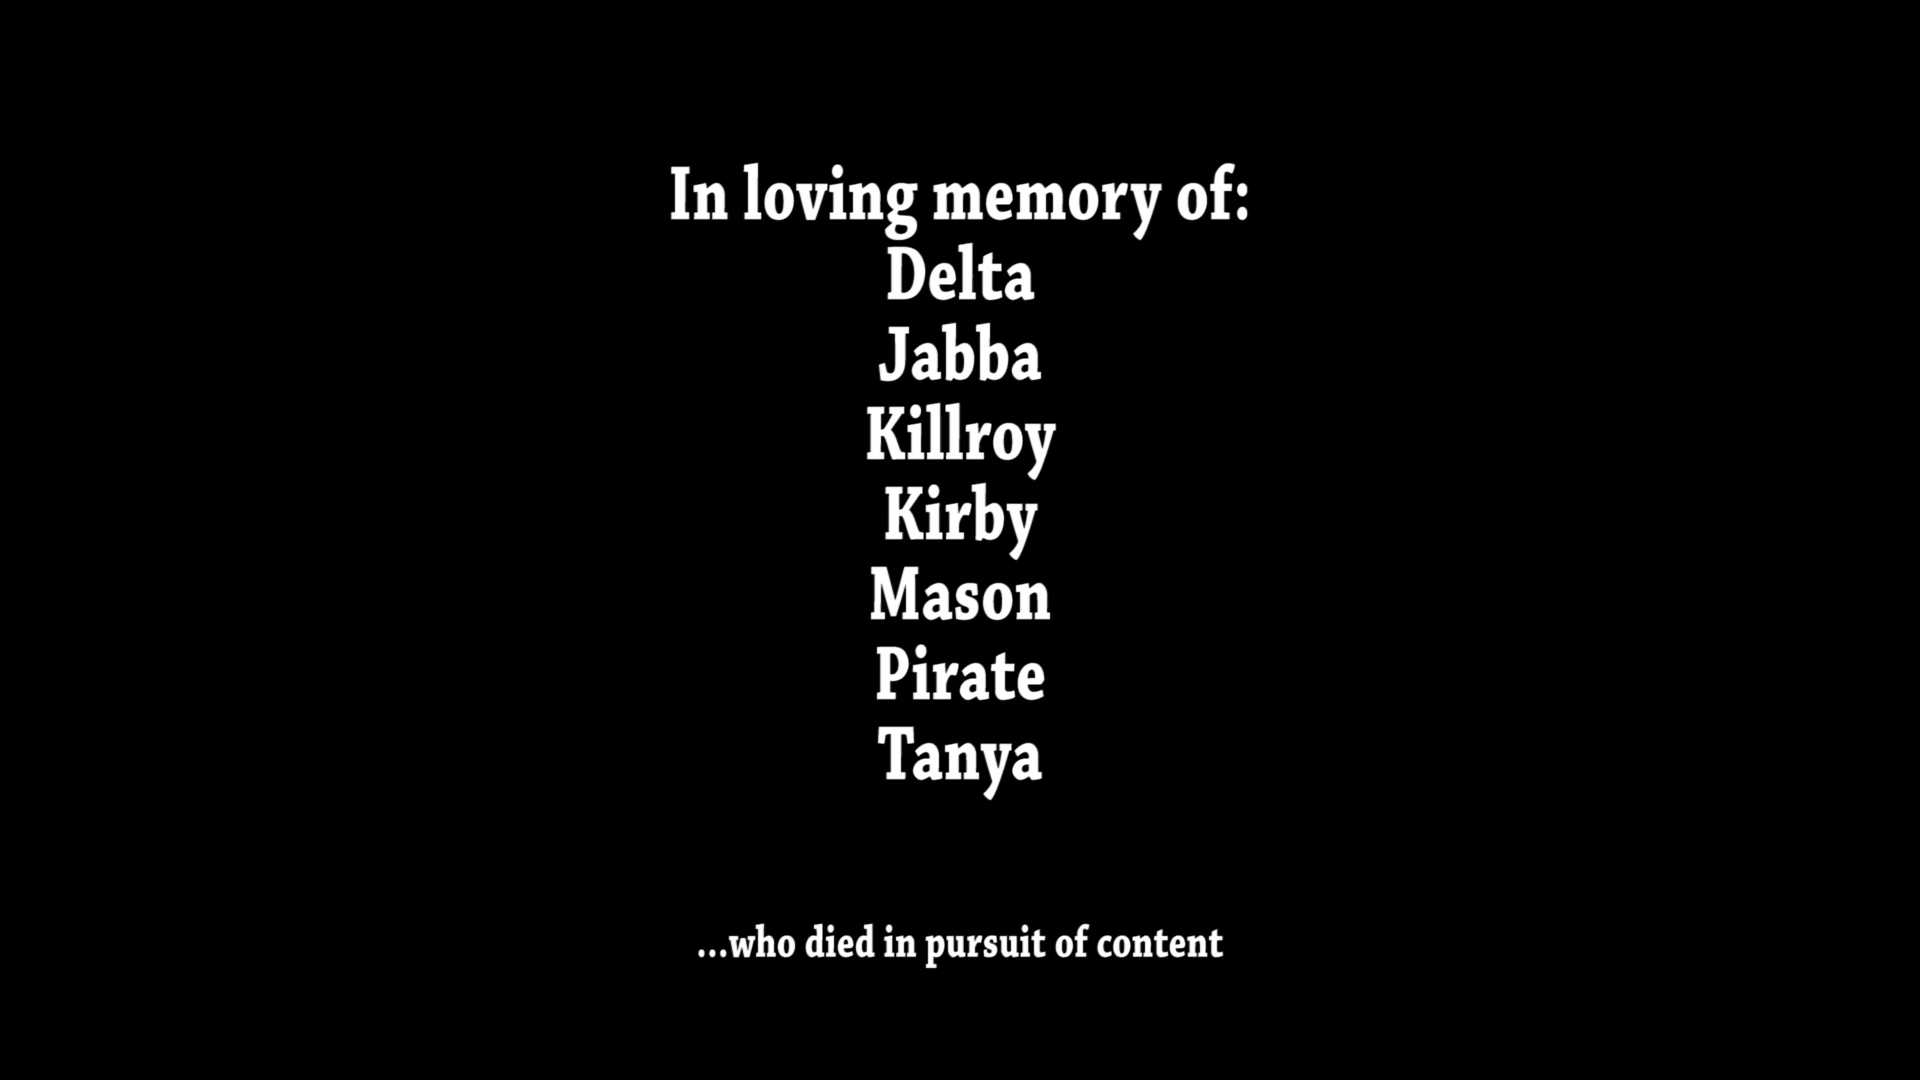 In loving memory of:
Delta
Jabba
Killroy
Kirby
Mason
Pirate
Tanya
...who died in pursuit of content